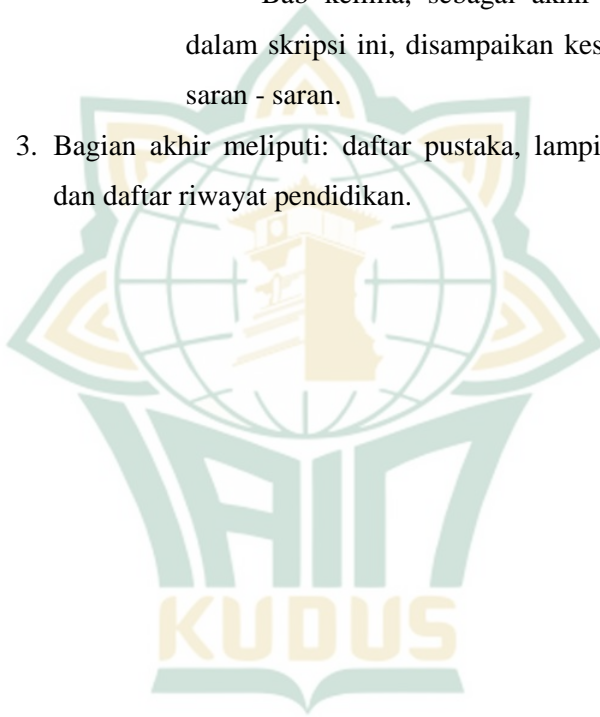 Bab kelima, sebagai akhir
dalam skripsi ini, disampaikan kes
saran - saran.
3. Bagian akhir meliputi: daftar pustaka, lampi
dan daftar riwayat pendidikan.
IAIN
KUDUS